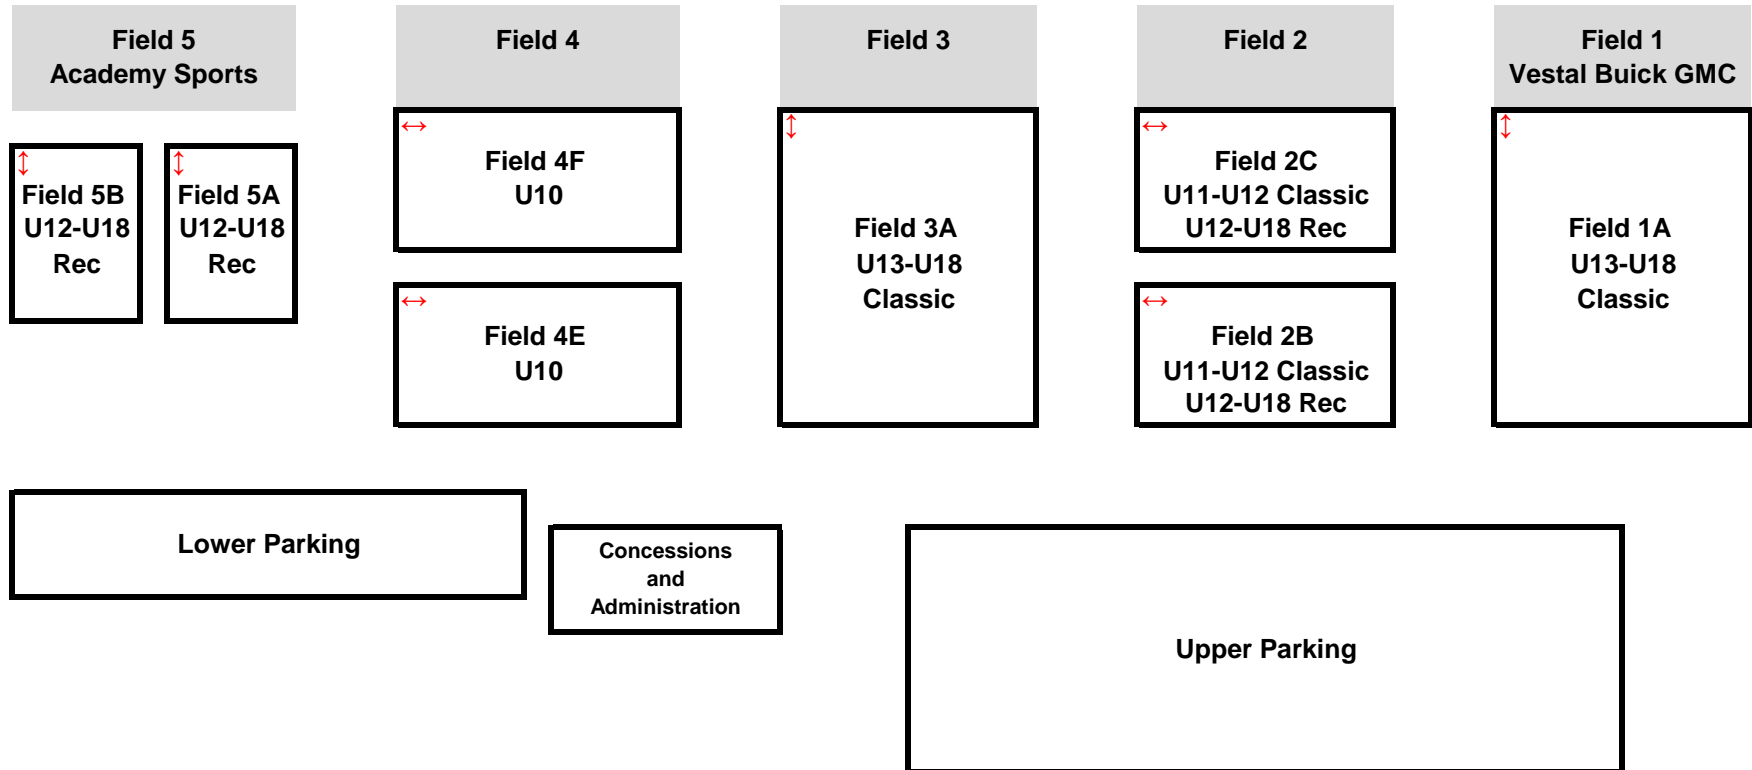 Field 5
Academy Sports
Field 4
Field 3
Field 2
Field 1
Vestal Buick GMC
Field 5B
U12-U18
Rec
Field 5A
U12-U18
Rec
Field 4F
U10
Field 4E
U10
Field 3A
U13-U18
Classic
Field 2C
U11-U12 Classic
U12-U18 Rec
Field 2B
U11-U12 Classic
U12-U18 Rec
Field 1A
U13-U18
Classic
Lower Parking
Concessions
and
Administration
Upper Parking